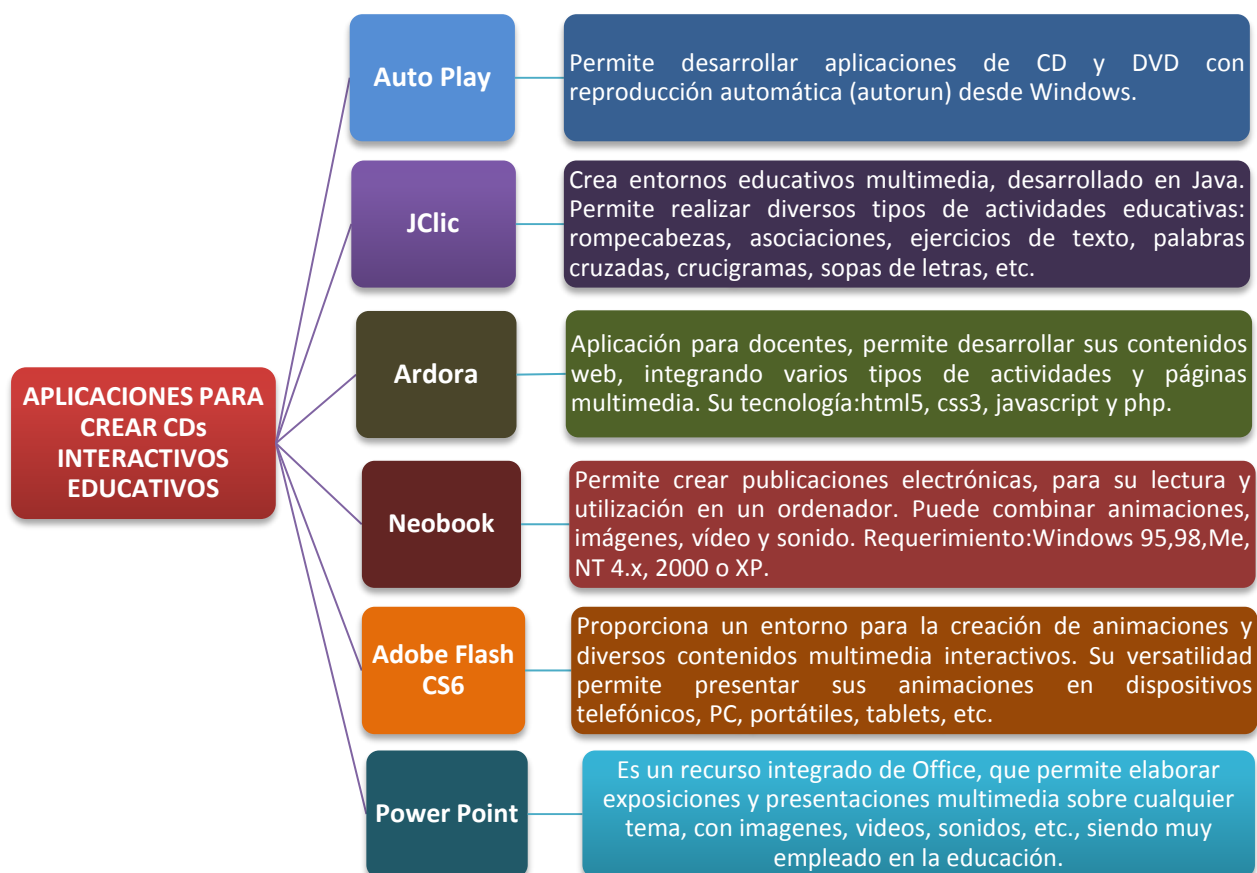 APLICACIONES PARA
CREAR CDs
INTERACTIVOS
EDUCATIVOS
Auto Play
Permite desarrollar aplicaciones de CD y DVD con
reproducción automática (autorun) desde Windows.
JClic
Crea entornos educativos multimedia, desarrollado en Java.
Permite realizar diversos tipos de actividades educativas:
rompecabezas, asociaciones, ejercicios de texto, palabras
cruzadas, crucigramas, sopas de letras, etc.
Ardora
Aplicación para docentes, permite desarrollar sus contenidos
web, integrando varios tipos de actividades y páginas
multimedia. Su tecnología:html5, css3, javascript y php.
Neobook
Permite crear publicaciones electrónicas, para su lectura y
utilización en un ordenador. Puede combinar animaciones,
imágenes, vídeo y sonido. Requerimiento:Windows 95,98,Me,
NT 4.x, 2000 o XP.
Adobe Flash
CS6
Proporciona un entorno para la creación de animaciones y
diversos contenidos multimedia interactivos. Su versatilidad
permite presentar sus animaciones en dispositivos
telefónicos, PC, portátiles, tablets, etc.
Power Point
Es un recurso integrado de Office, que permite elaborar
exposiciones y presentaciones multimedia sobre cualquier
tema, con imagenes, videos, sonidos, etc., siendo muy
empleado en la educación.